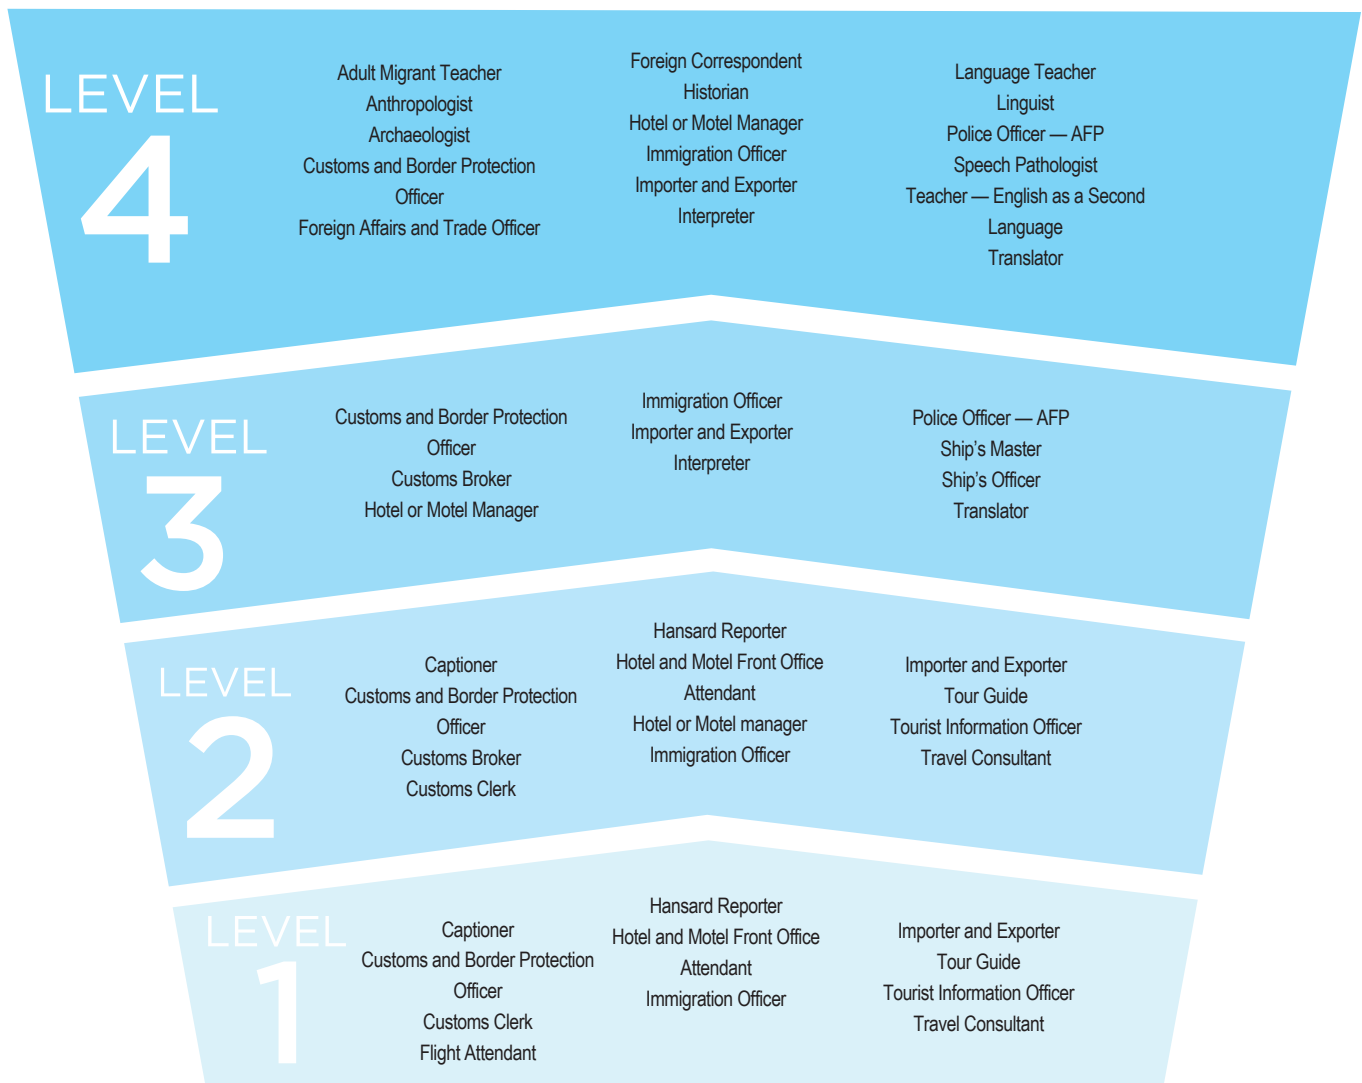 LEVEL
4
Adult Migrant Teacher
Anthropologist
Archaeologist
Customs and Border Protection
Officer
Foreign Affairs and Trade Officer
Foreign Correspondent
Historian
Hotel or Motel Manager
Immigration Officer
Importer and Exporter
Interpreter
Language Teacher
Linguist
Police Officer — AFP
Speech Pathologist
Teacher — English as a Second
Language
Translator
LEVEL
3
Customs and Border Protection
Officer
Customs Broker
Hotel or Motel Manager
Immigration Officer
Importer and Exporter
Interpreter
Police Officer — AFP
Ship's Master
Ship's Officer
Translator
LEVEL
2
Captioner
Customs and Border Protection
Officer
Customs Broker
Customs Clerk
Hansard Reporter
Hotel and Motel Front Office
Attendant
Hotel or Motel manager
Immigration Officer
Importer and Exporter
Tour Guide
Tourist Information Officer
Travel Consultant
LEVEL
1
Captioner
Customs and Border Protection
Officer
Customs Clerk
Flight Attendant
Hansard Reporter
Hotel and Motel Front Office
Attendant
Immigration Officer
Importer and Exporter
Tour Guide
Tourist Information Officer
Travel Consultant